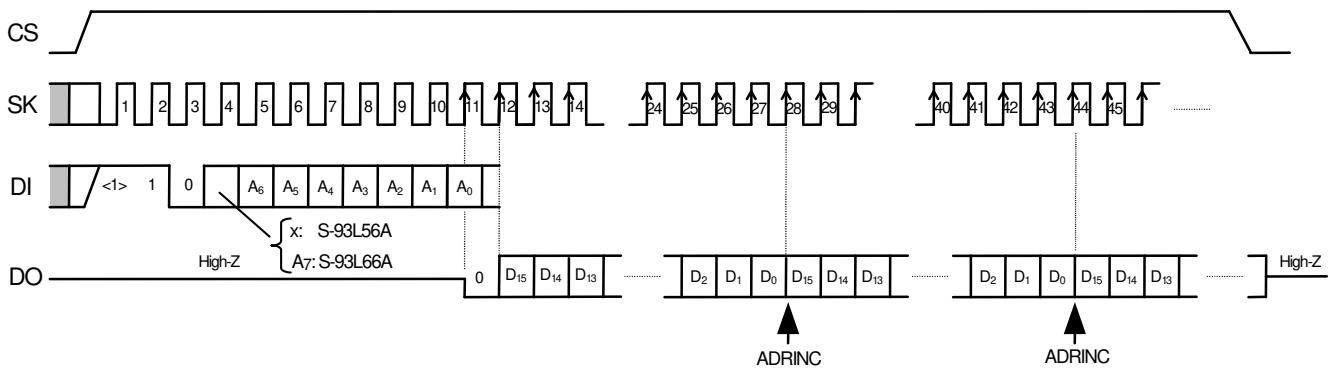 CS
SK 1 2 3 4 5 6 7 8 9 10 11 12 13 14 24 25 26 27 28 29 40 41 42 43 44 45
DI <1> 1 0 A6 A5 A4 A3 A2 A1 A0
x: S-93L56A
A7: S-93L66A
DO High-Z 0 D15 D14 D13 D2 D1 D0 D15 D14 D13 D2 D1 D0 D15 D14 D13 High-Z
ADRINC ADRINC